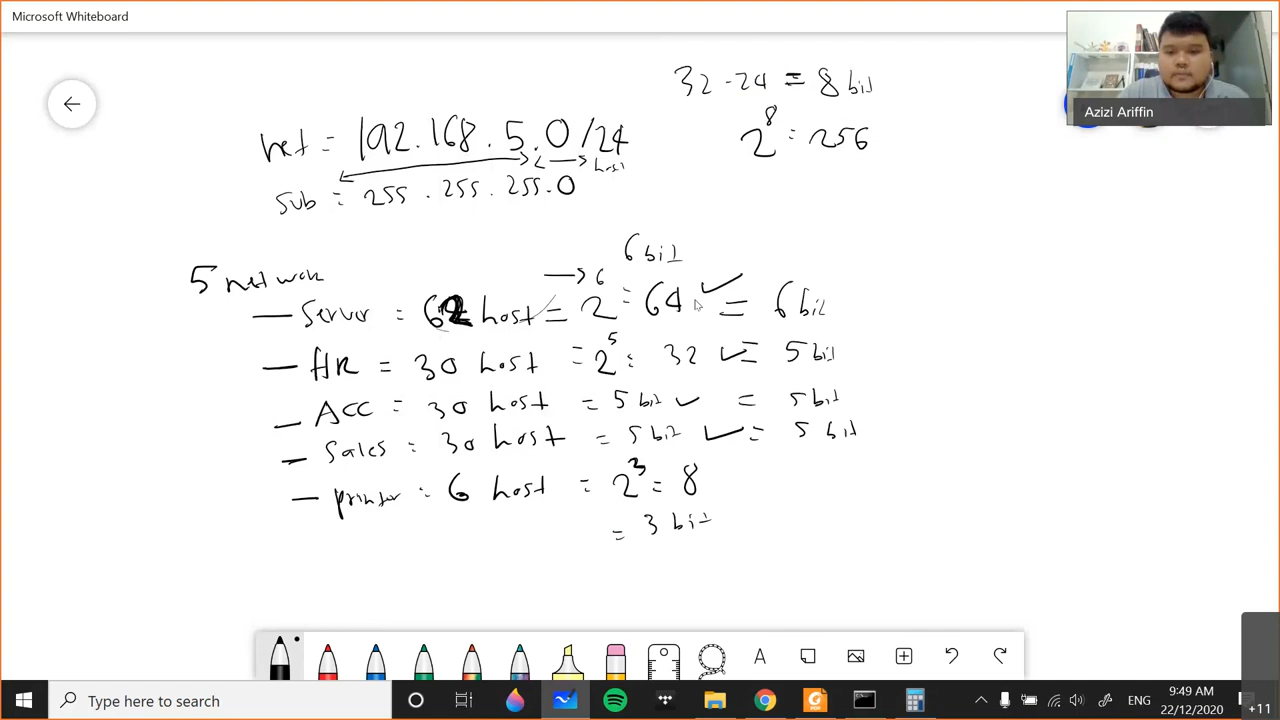 Microsoft Whiteboard
Azizi Ariffin
32 - 24 = 8 bit
2^8 = 256
net = 192.168.5.0/24
host
sub = 255.255.255.0
5 network
6 bit
- Server = 62 host = 2^6 = 64 ✓ = 6 bit
- HR = 30 host = 2^5 = 32 ✓ = 5 bit
- ACC = 30 host = 5 bit ✓ = 5 bit
- Sales = 30 host = 5 bit ✓ = 5 bit
- printer = 6 host = 2^3 = 8
= 3 bit
A
Type here to search
ENG
9:49 AM
22/12/2020
+11